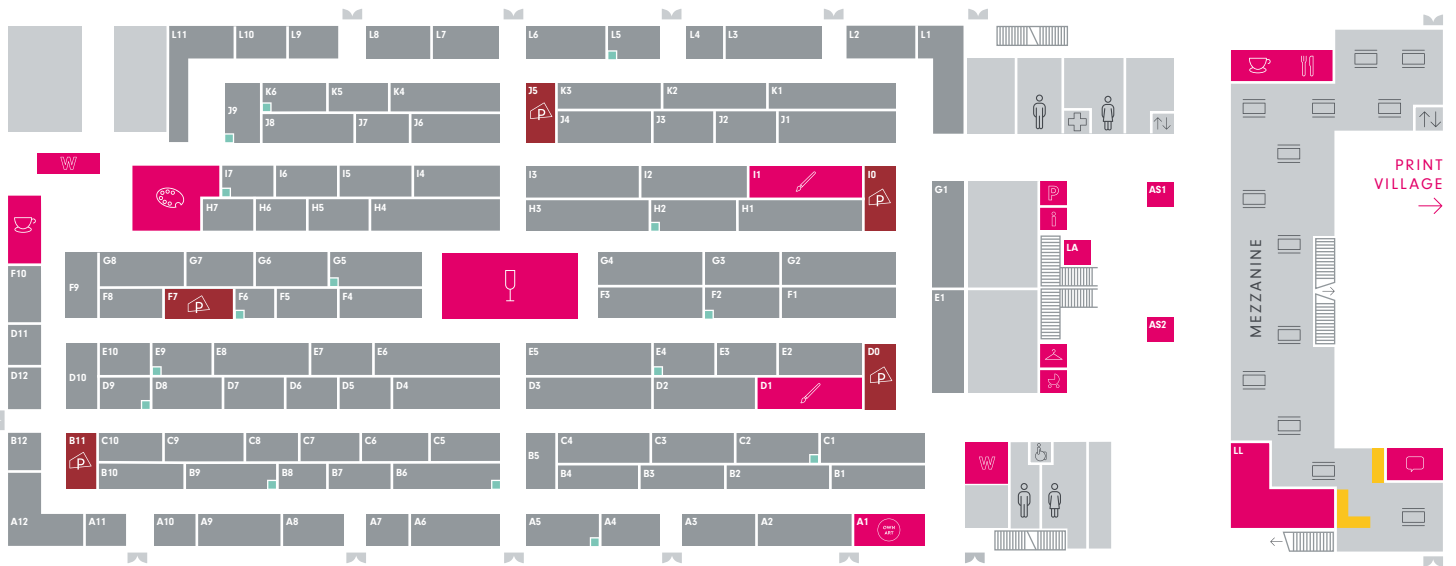 L11 L10 L9 L8 L7 L6 L5 L4 L3 L2 L1
J9 K6 K5 K4 J5 K3 K2 K1
P
J8 J7 J6 J4 J3 J2 J1
W
I7 I6 I5 I4 I3 I2 I1 I0
P
H7 H6 H5 H4 H3 H2 H1
G1 P AS1
i
LA
PRINT
VILLAGE
MEZZANINE
F9 G8 G7 G6 G5 G4 G3 G2
F10
F8 F7 P F6 F5 F4 F3 F2 F1
E1
AS2
D11
D12
D10 E10 E9 E8 E7 E6 E5 E4 E3 E2 D0
P
D9 D8 D7 D6 D5 D4 D3 D2 D1
B12 B11 C10 C9 C8 C7 C6 C5 B5 C4 C3 C2 C1
P
W
LL
B10 B9 B8 B7 B6 B4 B3 B2 B1
A12 A11 A10 A9 A8 A7 A6 A5 A4 A3 A2 A1
OWN
ART